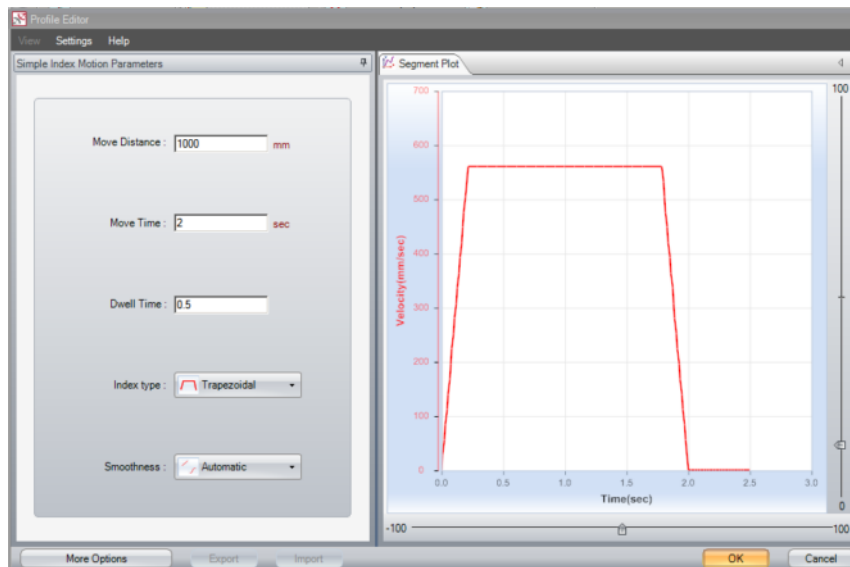 Profile Editor
View Settings Help
Simple Index Motion Parameters
Move Distance : 1000 mm
Move Time : 2 sec
Dwell Time : 0.5
Index type : Trapezoidal
Smoothness : Automatic
More Options Export Import
Segment Plot
100
700
600
500
400
300
200
100
0
Velocity(mm/sec)
0.0 0.5 1.0 1.5 2.0 2.5 3.0
Time(sec)
0
-100 100
OK Cancel